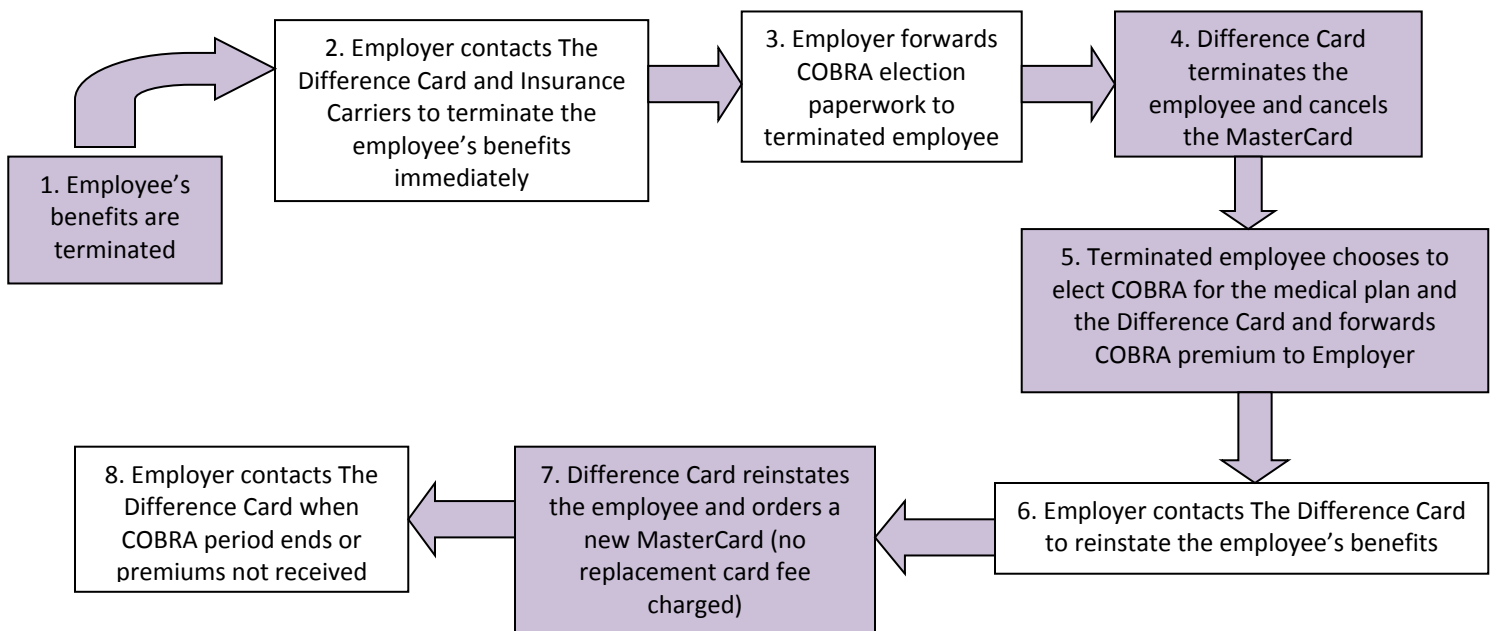 1. Employee’s
benefits are
terminated
2. Employer contacts The
Difference Card and Insurance
Carriers to terminate the
employee’s benefits
immediately
3. Employer forwards
COBRA election
paperwork to
terminated employee
4. Difference Card
terminates the
employee and cancels
the MasterCard
5. Terminated employee chooses to
elect COBRA for the medical plan and
the Difference Card and forwards
COBRA premium to Employer
6. Employer contacts The Difference Card
to reinstate the employee’s benefits
7. Difference Card reinstates
the employee and orders a
new MasterCard (no
replacement card fee
charged)
8. Employer contacts The
Difference Card when
COBRA period ends or
premiums not received